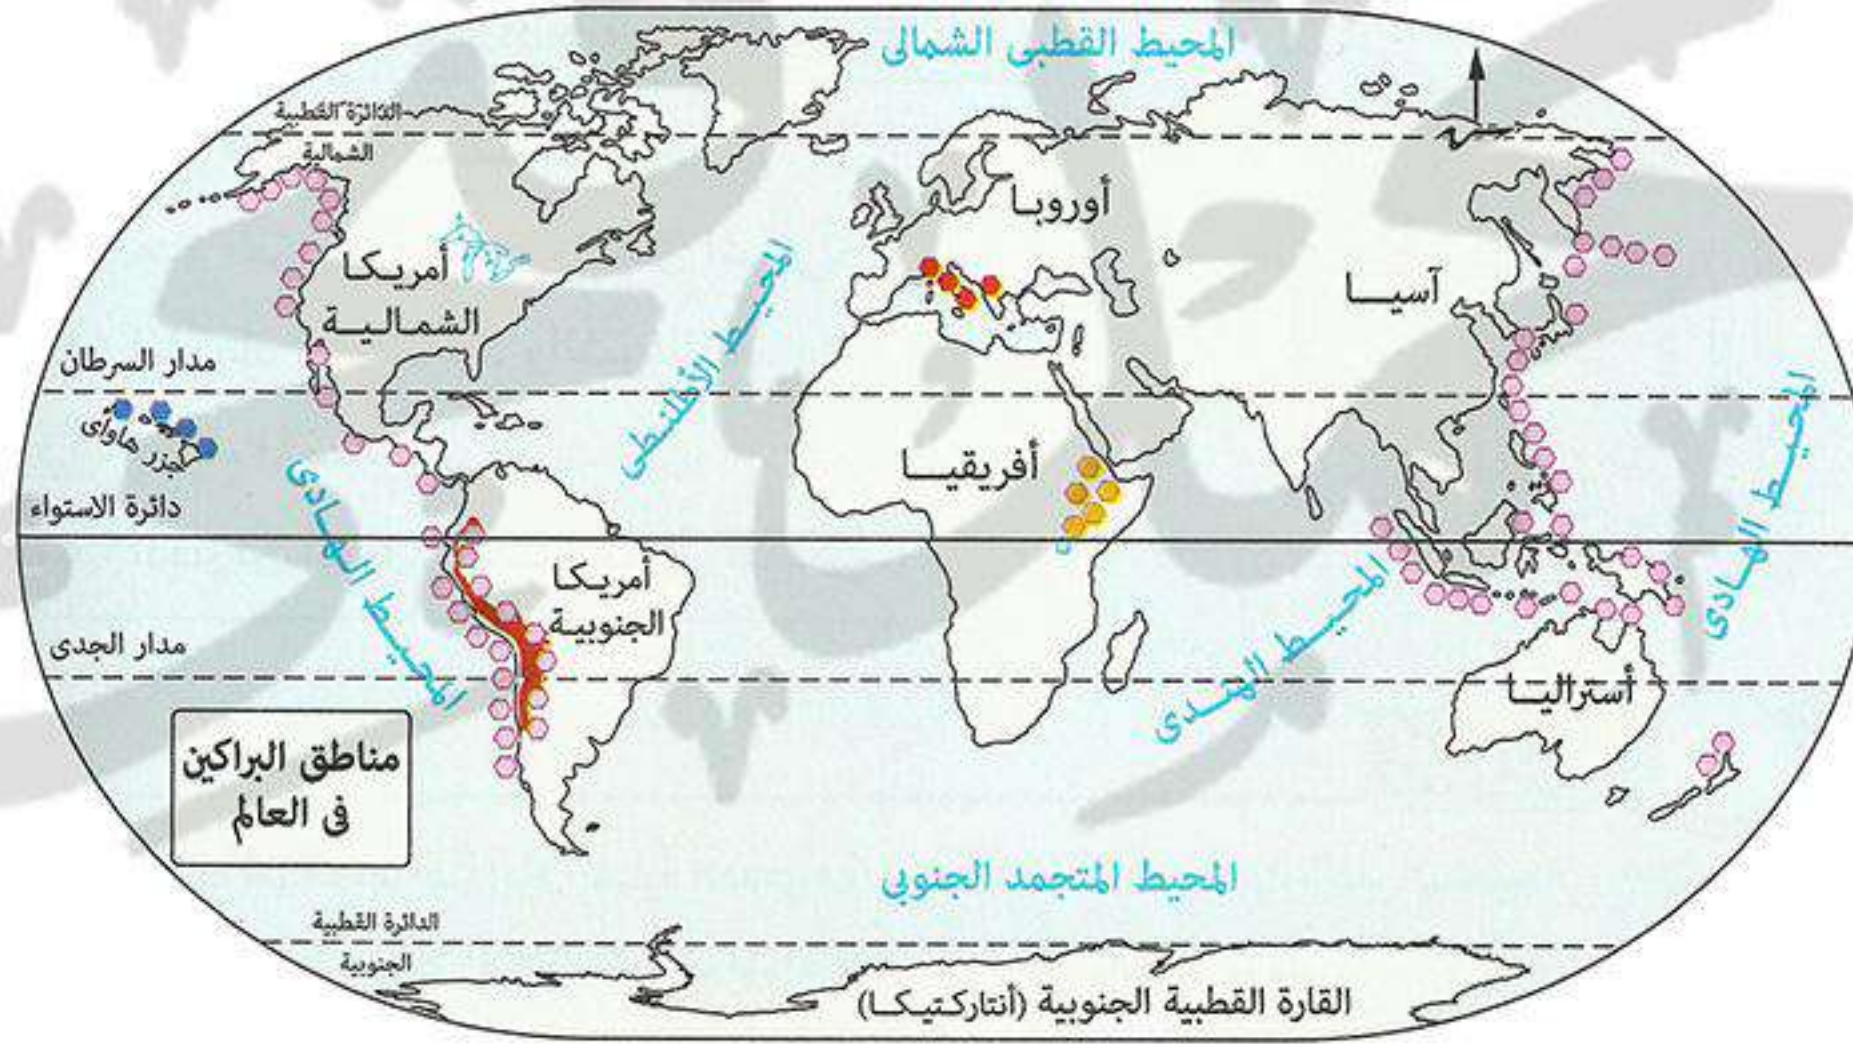 المحيط القطبى الشمالى
الدائرة القطبية
الشمالية
أوروبا
أمريكا
الشمالية
آسيا
المحيط الأطلنطى
مدار السرطان
جزر هاواى
أفريقيا
المحيط الهادى
دائرة الاستواء
المحيط الهادى
أمريكا
الجنوبية
المحيط الهندى
مدار الجدى
أستراليا
مناطق البراكين
فى العالم
المحيط المتجمد الجنوبى
الدائرة القطبية
الجنوبية
القارة القطبية الجنوبية (أنتاركتيكا)